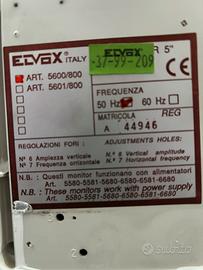 ELVOX ITALY
ELVOX R 5"
-37-99-209
ART. 5600/800
ART. 5601/800
CE
FREQUENZA
50 Hz 60 Hz
MATRICOLA REG
A 44946
REGOLAZIONI FORI: ADJUSTMENTS HOLES:
N° 6 Ampiezza verticale N° 6 Vertical amplitude
N° 7 Frequenza orizzontale N° 7 Horizontal frequency
N.B. : Questi monitor funzionano con alimentatori
Art. 5580-5581-5680-6580-6581-6680
N.B. : These monitors work with power supply
Art. 5580-5581-5680-6580-6581-6680
2
Subito